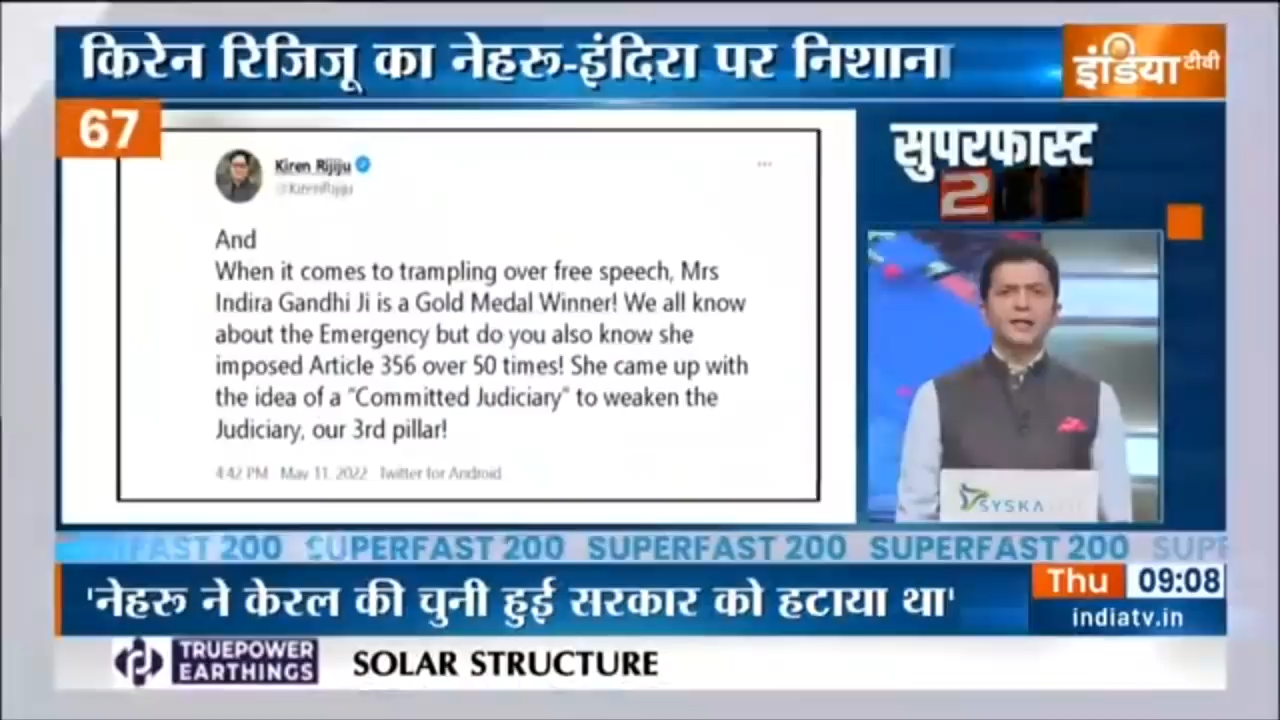 किरेन रिजिजू का नेहरू-इंदिरा पर निशाना
इंडिया टीवी
67
सुपरफास्ट
2
Kiren Rijiju
@KirenRijiju
And
When it comes to trampling over free speech, Mrs
Indira Gandhi Ji is a Gold Medal Winner! We all know
about the Emergency but do you also know she
imposed Article 356 over 50 times! She came up with
the idea of a "Committed Judiciary" to weaken the
Judiciary, our 3rd pillar!
4:42 PM May 11, 2022 Twitter for Android
SYSKA
SUPERFAST 200 SUPERFAST 200 SUPERFAST 200
'नेहरू ने केरल की चुनी हुई सरकार को हटाया था'
Thu 09:08
indiatv.in
TRUEPOWER
EARTHINGS
SOLAR STRUCTURE